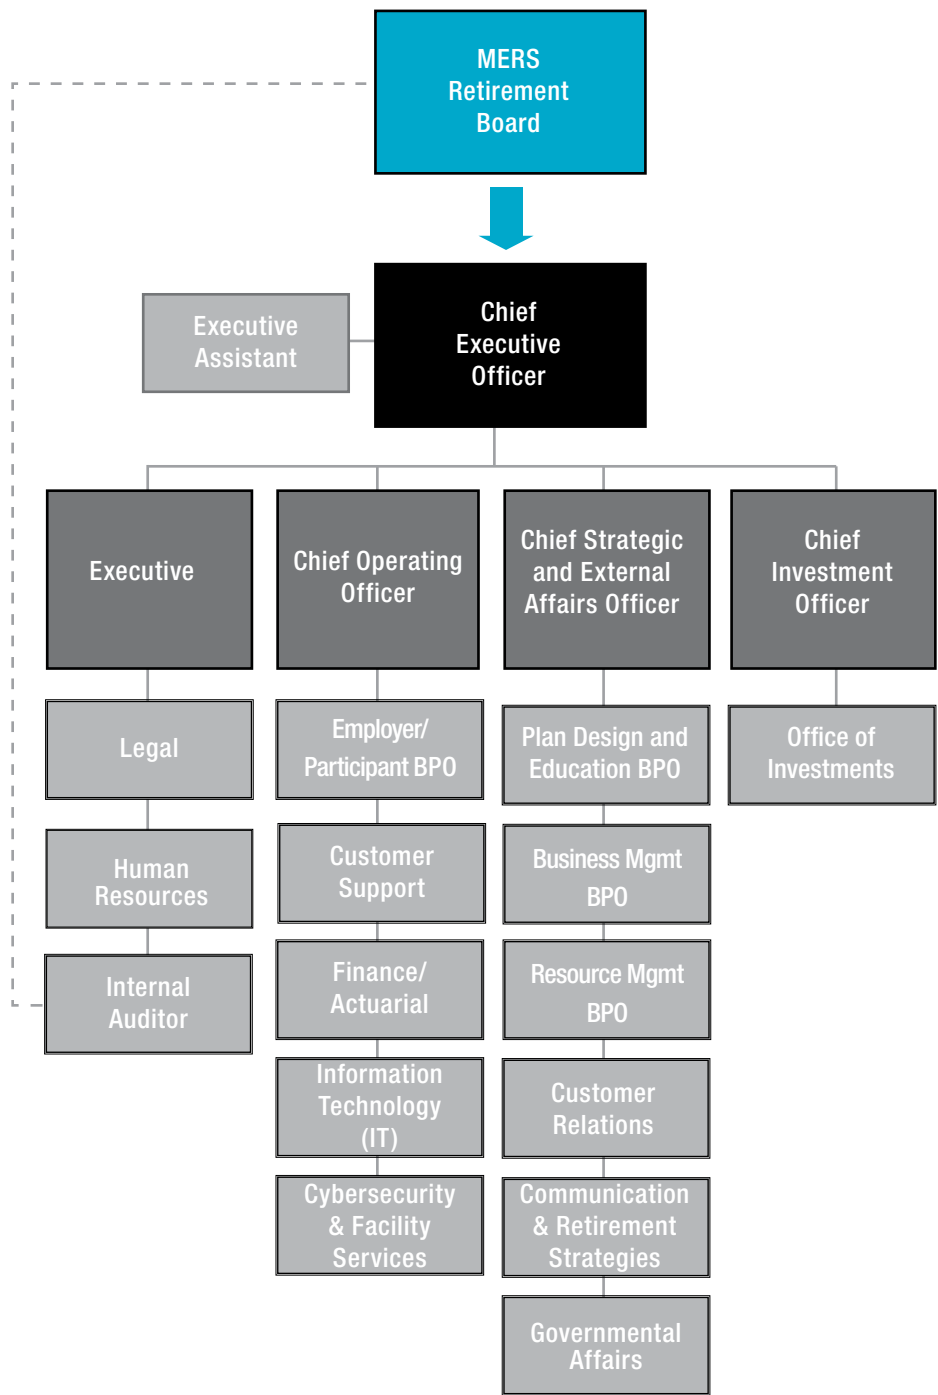 MERS
Retirement
Board
Executive
Assistant
Chief
Executive
Officer
Executive
Chief Operating
Officer
Chief Strategic
and External
Affairs Officer
Chief
Investment
Officer
Legal
Human
Resources
Internal
Auditor
Employer/
Participant BPO
Customer
Support
Finance/
Actuarial
Information
Technology
(IT)
Cybersecurity
& Facility
Services
Plan Design and
Education BPO
Business Mgmt
BPO
Resource Mgmt
BPO
Customer
Relations
Communication
& Retirement
Strategies
Governmental
Affairs
Office of
Investments